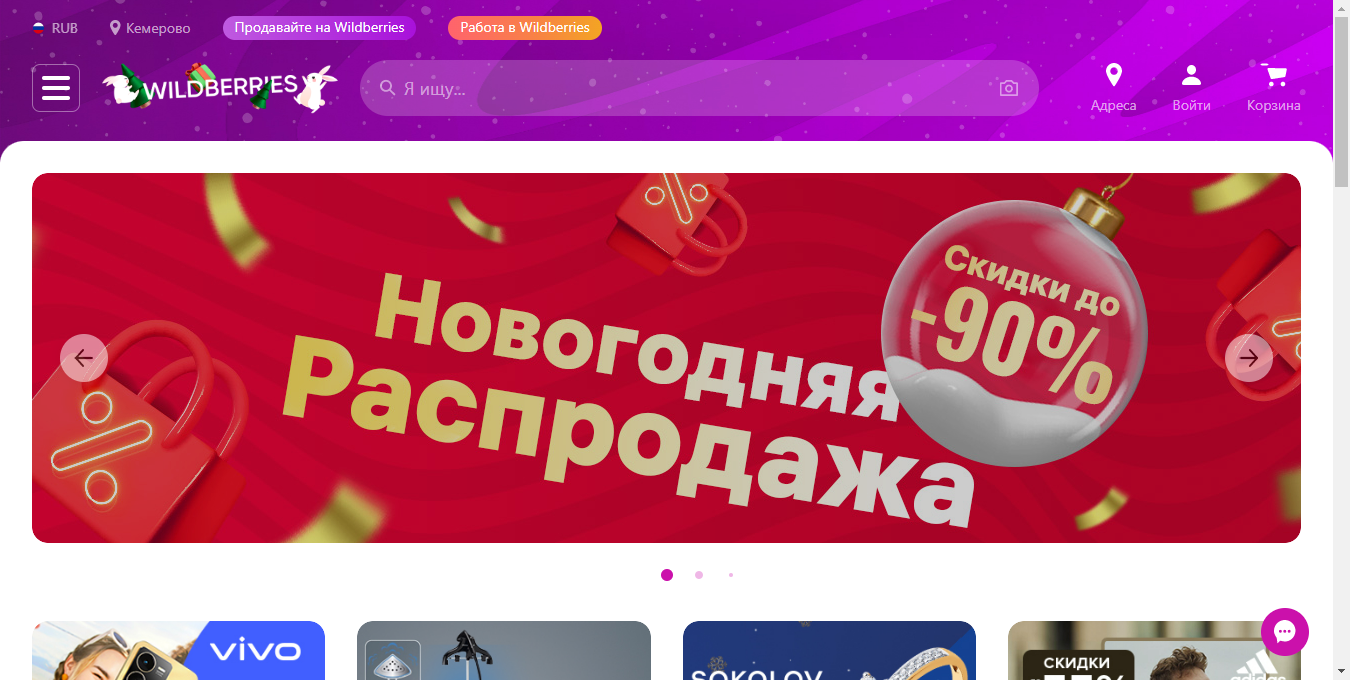 RUB
Кемерово
Продавайте на Wildberries
Работа в Wildberries
WILDBERRIES
Я ищу...
Адреса
Войти
Корзина
Новогодняя
Распродажа
Скидки до
-90%
vivo
SOKOLOV
СКИДКИ
adidas